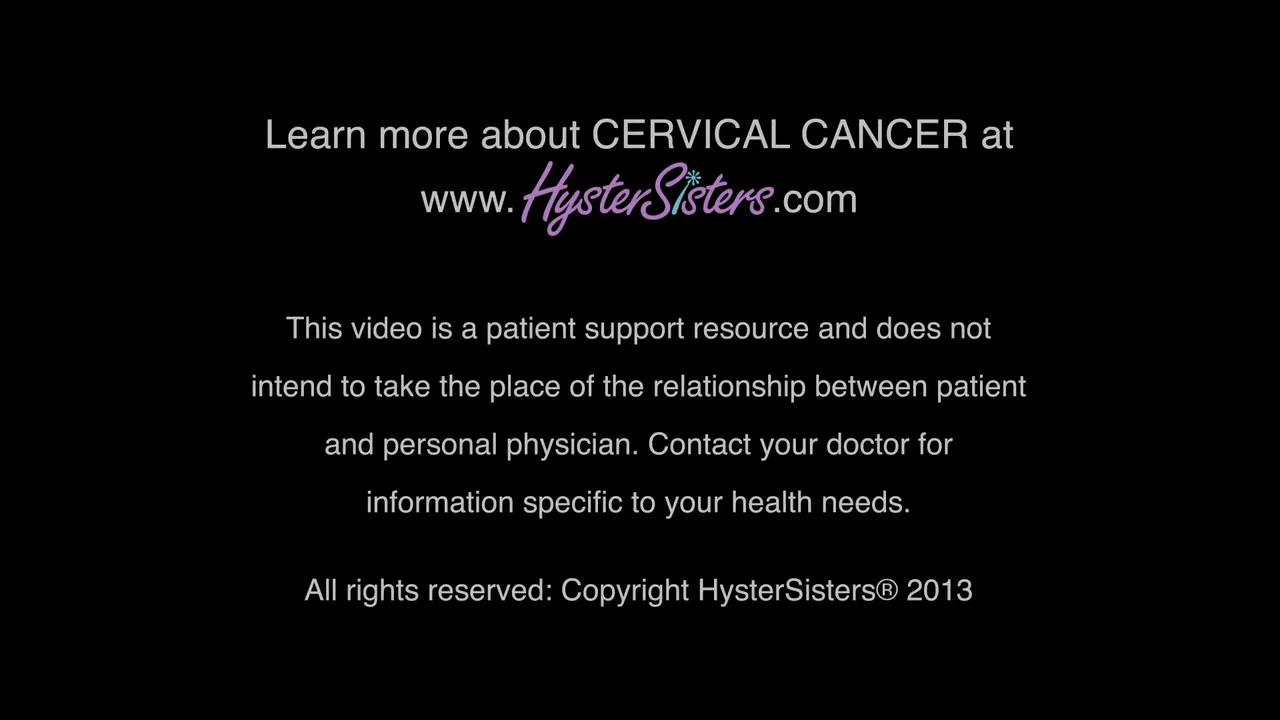 Learn more about CERVICAL CANCER at
www.HysterSisters.com
This video is a patient support resource and does not
intend to take the place of the relationship between patient
and personal physician. Contact your doctor for
information specific to your health needs.
All rights reserved: Copyright HysterSisters® 2013